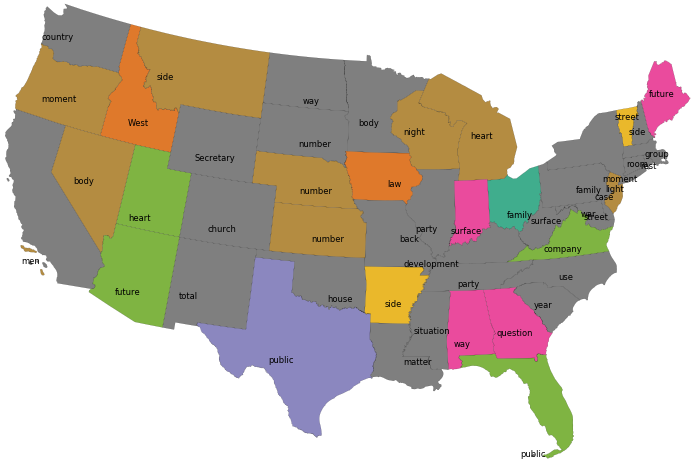 country
side
moment
West
way
body
night
heart
future
street
side
number
Secretary
group
room
rest
law
number
body
heart
moment
family
light
case
church
number
back
party
surface
family
surface
war
street
company
men
future
total
house
development
side
party
use
year
situation
way
question
public
matter
public